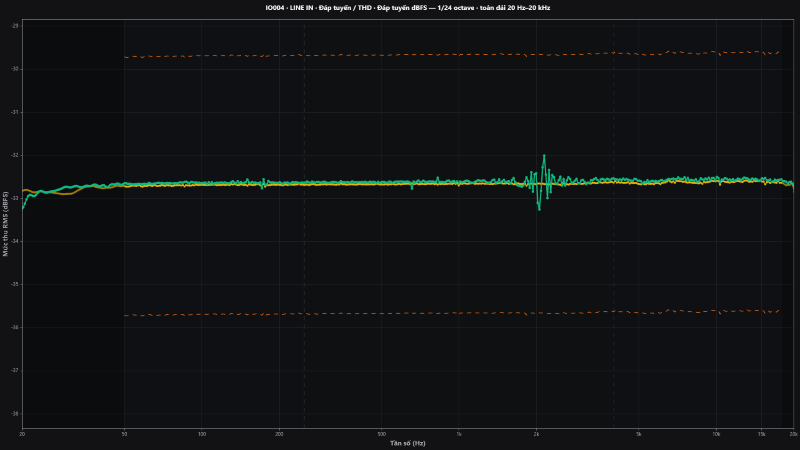 IO004 · LINE IN · Đáp tuyến / THD · Đáp tuyến dBFS — 1/24 octave · toàn dải 20 Hz–20 kHz
-29
-30
-31
-32
-33
-34
-35
-36
-37
-38
Mức thu RMS (dBFS)
20
50
100
200
500
1k
2k
5k
10k
15k
20k
Tần số (Hz)